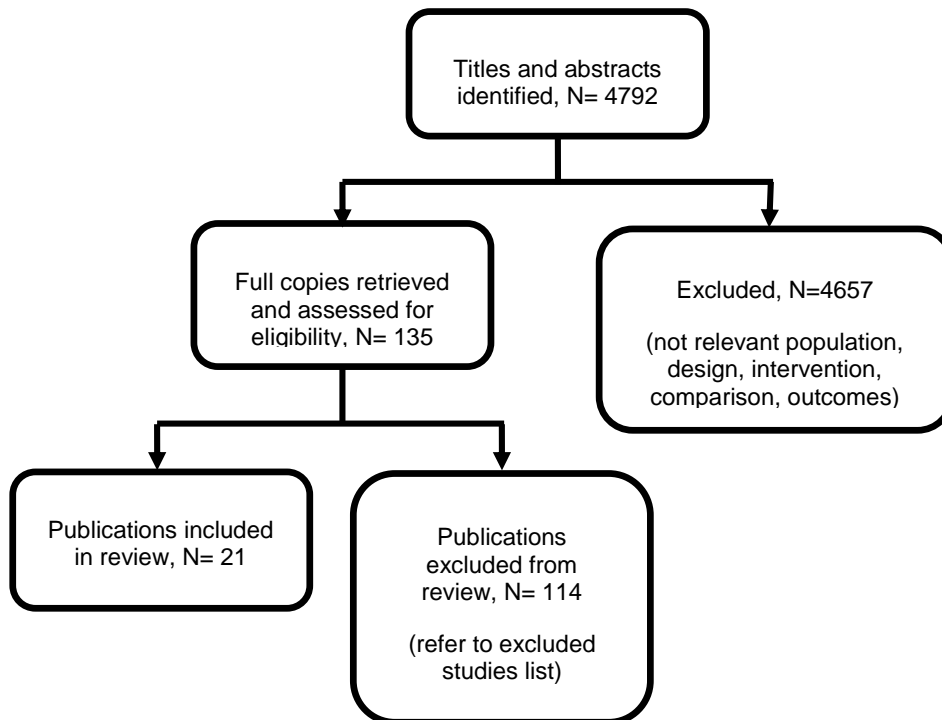 Titles and abstracts
identified, N= 4792
Full copies retrieved
and assessed for
eligibility, N= 135
Excluded, N=4657
(not relevant population,
design, intervention,
comparison, outcomes)
Publications included
in review, N= 21
Publications
excluded from
review, N= 114
(refer to excluded
studies list)